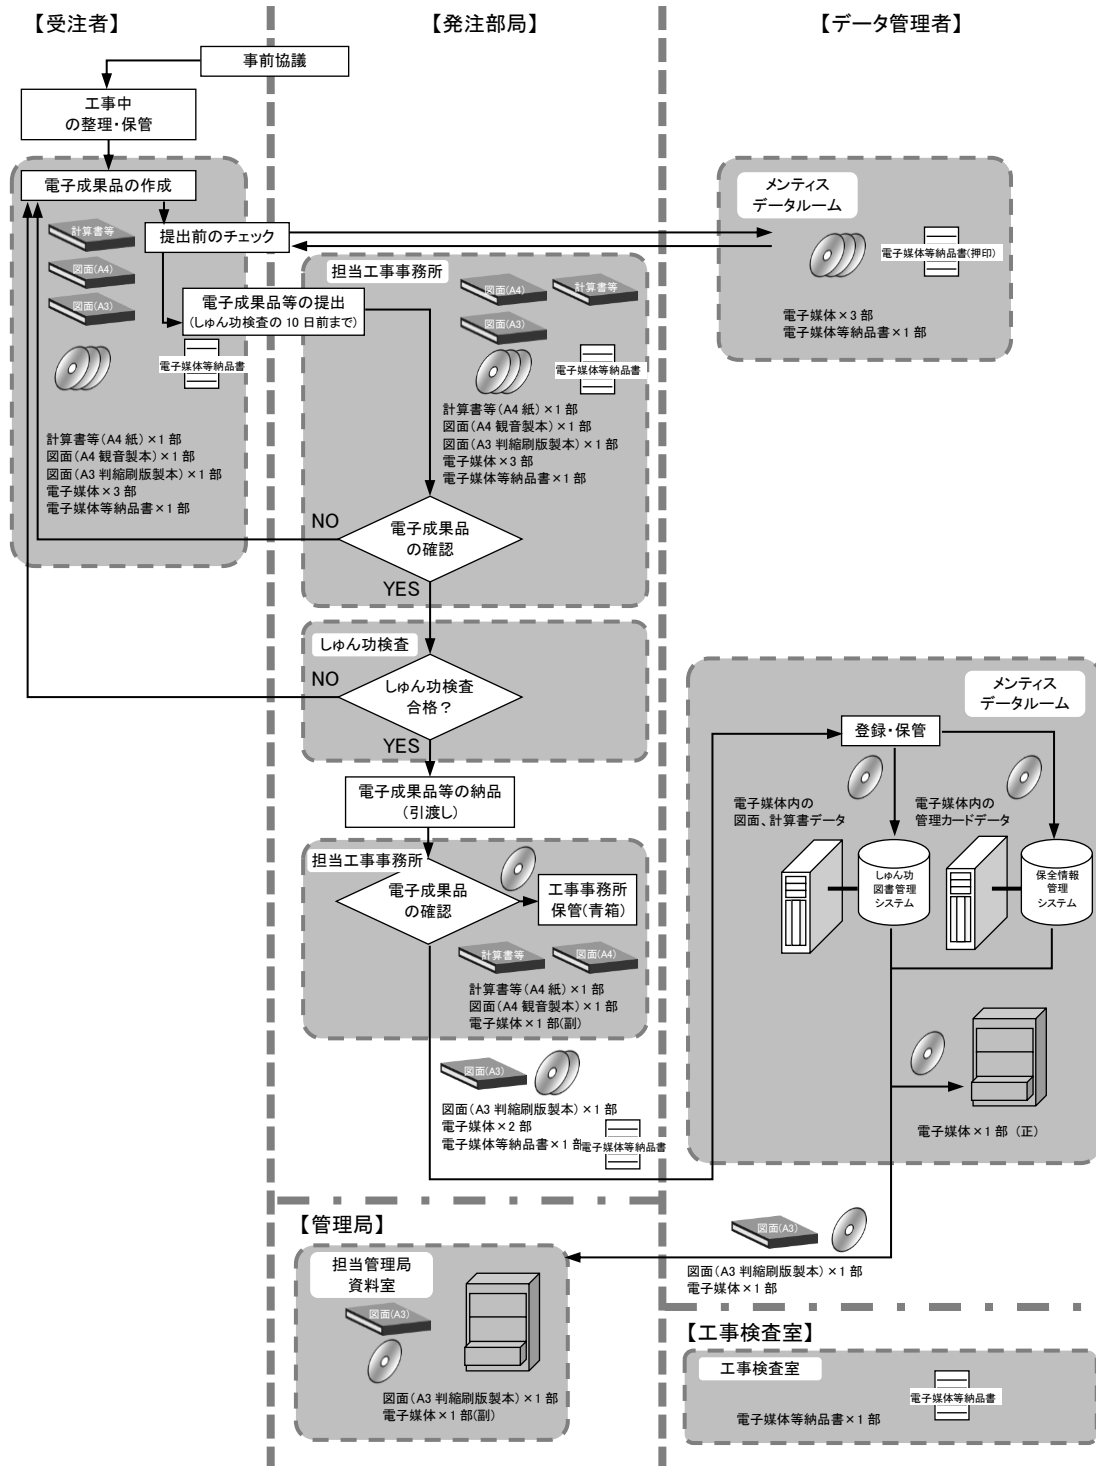 【受注者】
【発注部局】
【データ管理者】
事前協議
工事中
の整理・保管
電子成果品の作成
提出前のチェック
計算書等
図面(A4)
図面(A3)
電子成果品等の提出
(しゅん功検査の 10 日前まで)
電子媒体等納品書
計算書等(A4 紙)×1 部
図面(A4 観音製本)×1 部
図面(A3 判縮刷版製本)×1 部
電子媒体×3 部
電子媒体等納品書×1 部
担当工事事務所
図面(A4)
計算書等
図面(A3)
電子媒体等納品書
計算書等(A4 紙)×1 部
図面(A4 観音製本)×1 部
図面(A3 判縮刷版製本)×1 部
電子媒体×3 部
電子媒体等納品書×1 部
NO
電子成果品
の確認
YES
メンティス
データルーム
電子媒体等納品書(押印)
電子媒体×3 部
電子媒体等納品書×1 部
しゅん功検査
NO
しゅん功検査
合格？
YES
電子成果品等の納品
(引渡し)
担当工事事務所
電子成果品
の確認
工事事務所
保管(青箱)
計算書等
図面(A4)
計算書等(A4 紙)×1 部
図面(A4 観音製本)×1 部
電子媒体×1 部(副)
図面(A3)
図面(A3 判縮刷版製本)×1 部
電子媒体×2 部
電子媒体等納品書×1 部
電子媒体等納品書
メンティス
データルーム
登録・保管
電子媒体内の
図面、計算書データ
電子媒体内の
管理カードデータ
しゅん功
図書管理
システム
保全情報
管理
システム
電子媒体×1 部 (正)
図面(A3)
図面(A3 判縮刷版製本)×1 部
電子媒体×1 部
【管理局】
担当管理局
資料室
図面(A3)
図面(A3 判縮刷版製本)×1 部
電子媒体×1 部(副)
【工事検査室】
工事検査室
電子媒体等納品書
電子媒体等納品書×1 部